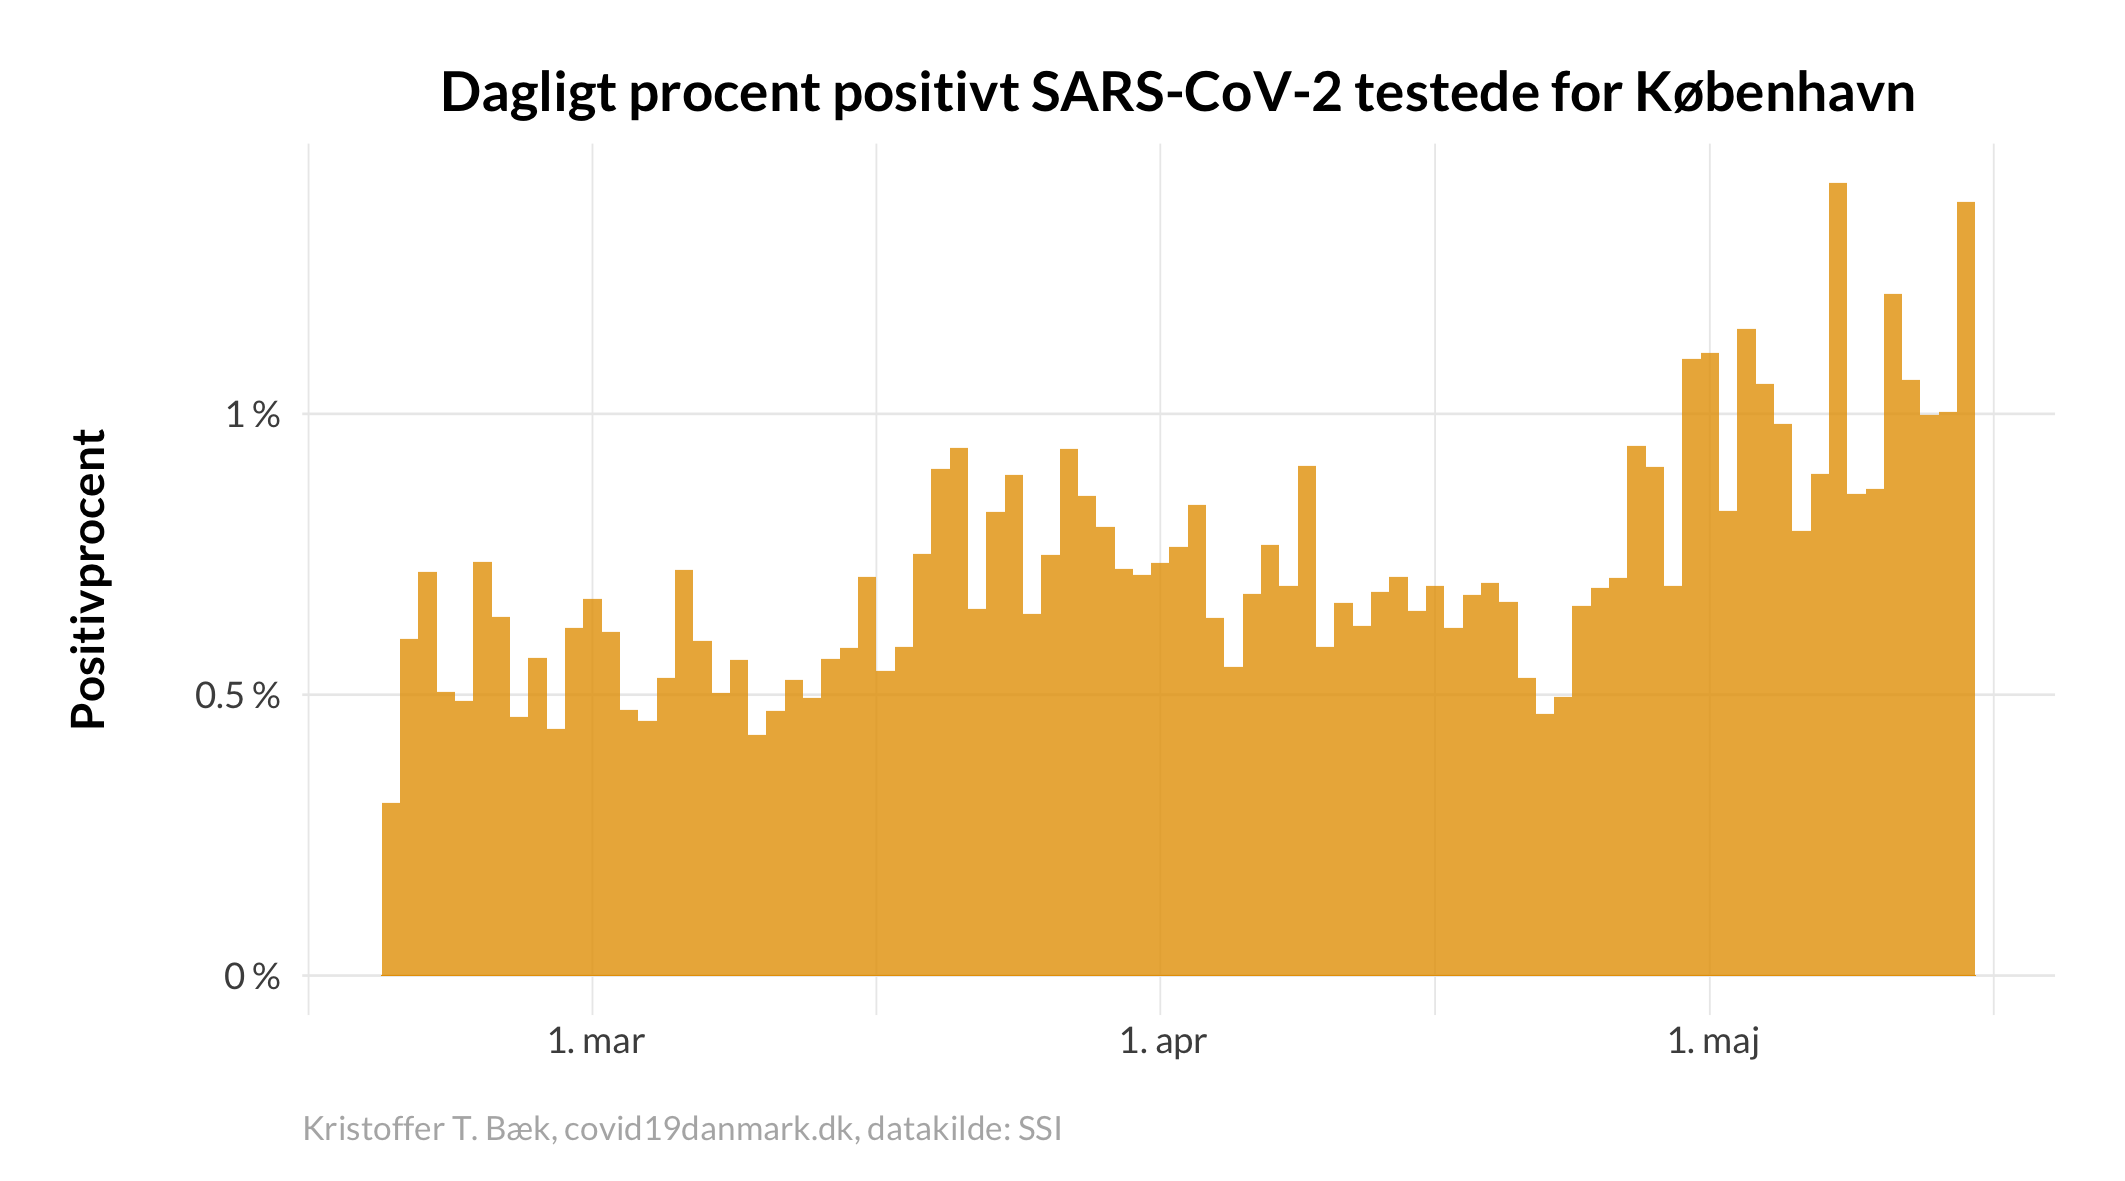 Dagligt procent positivt SARS-CoV-2 testede for København
Positivprocent
1 %
0.5 %
0 %
1. mar
1. apr
1. maj
Kristoffer T. Bæk, covid19danmark.dk, datakilde: SSI